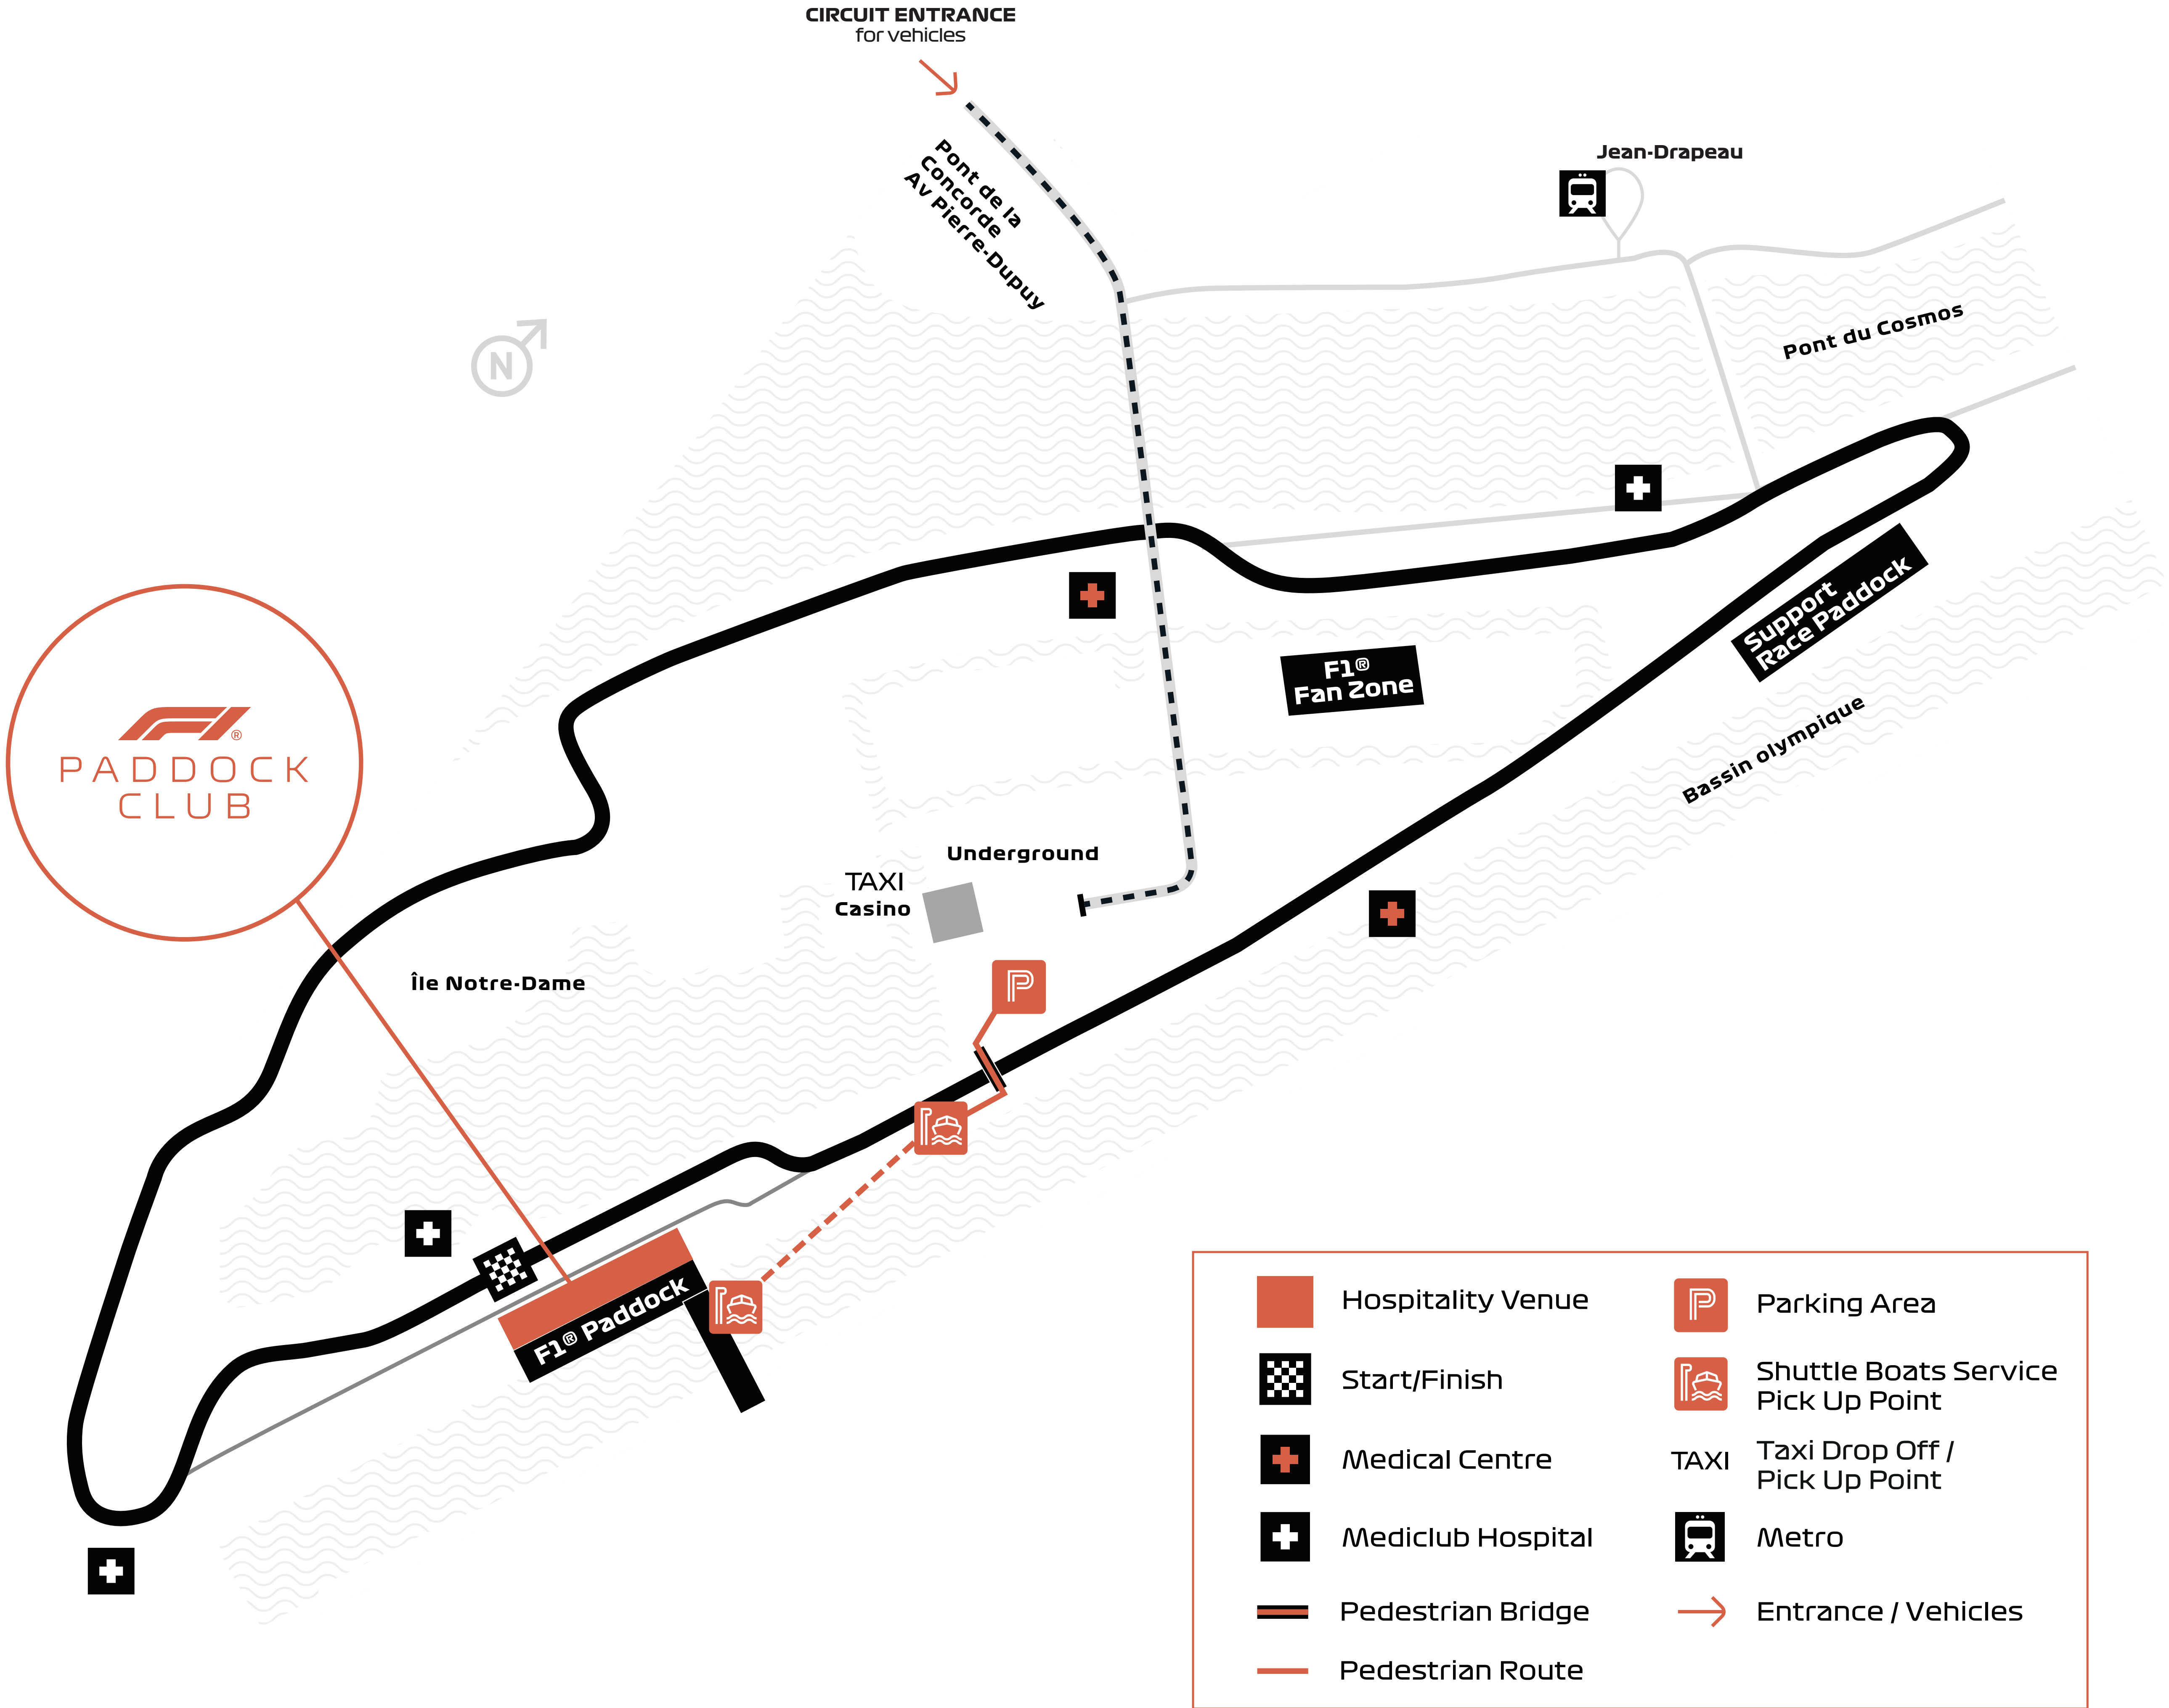 CIRCUIT ENTRANCE
for vehicles
Pont de la
Concorde
Av Pierre-Dupuy
Jean-Drapeau
N
Pont du Cosmos
Support
Race Paddock
F1®
Fan Zone
Bassin olympique
F1®
PADDOCK
CLUB
Underground
TAXI
Casino
Île Notre-Dame
P
F1® Paddock
Hospitality Venue
Start/Finish
Medical Centre
Mediclub Hospital
Pedestrian Bridge
Pedestrian Route
P
Parking Area
Shuttle Boats Service
Pick Up Point
TAXI
Taxi Drop Off /
Pick Up Point
Metro
Entrance / Vehicles